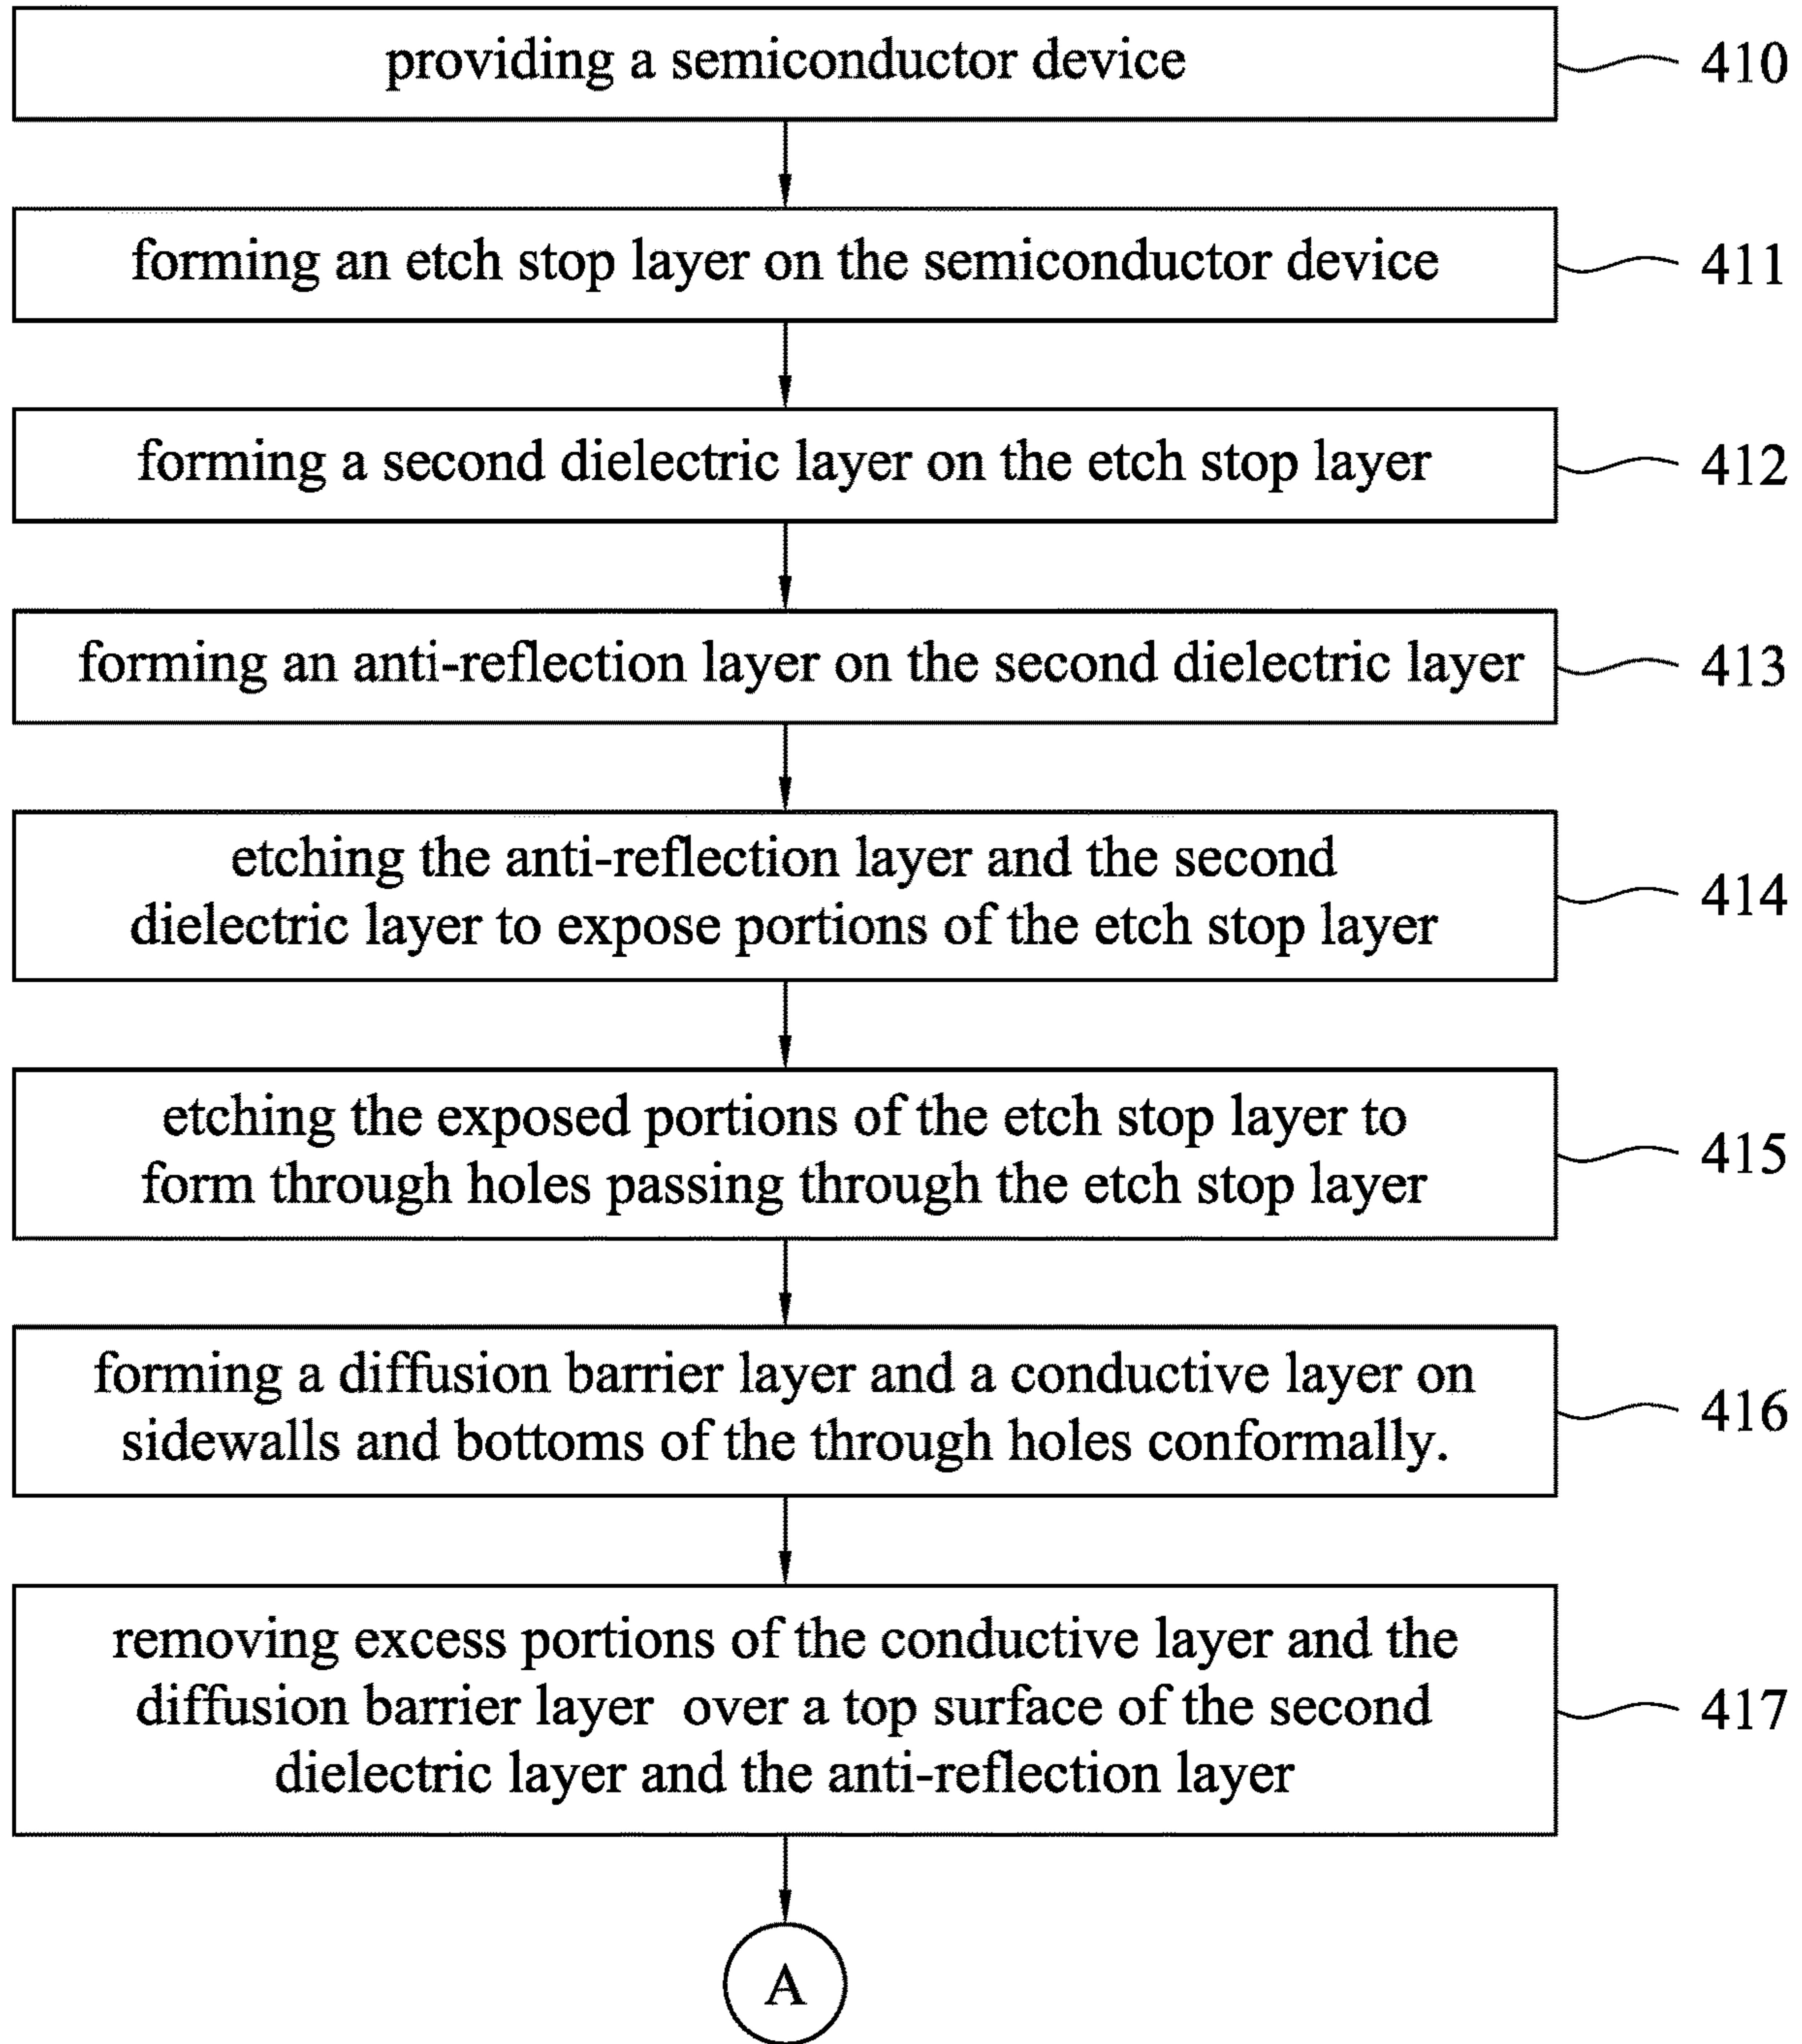 providing a semiconductor device
410
forming an etch stop layer on the semiconductor device
411
forming a second dielectric layer on the etch stop layer
412
forming an anti-reflection layer on the second dielectric layer
413
etching the anti-reflection layer and the second
dielectric layer to expose portions of the etch stop layer
414
etching the exposed portions of the etch stop layer to
form through holes passing through the etch stop layer
415
forming a diffusion barrier layer and a conductive layer on
sidewalls and bottoms of the through holes conformally.
416
removing excess portions of the conductive layer and the
diffusion barrier layer over a top surface of the second
dielectric layer and the anti-reflection layer
417
A